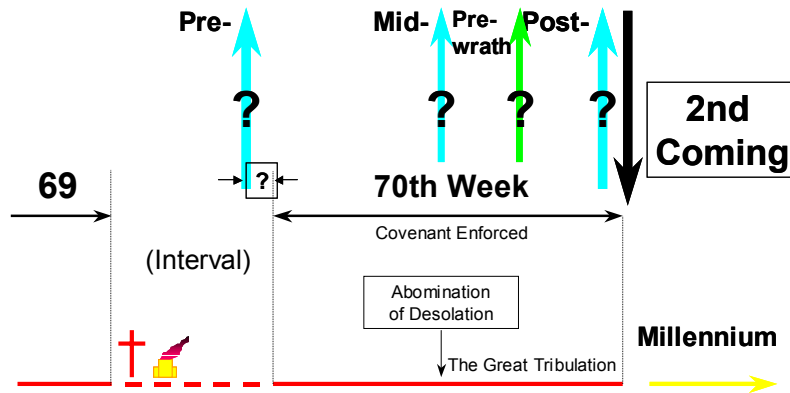 Pre-
Mid-
Pre-
wrath
Post-
?
?
?
?
2nd
Coming
?
69
70th Week
Covenant Enforced
(Interval)
Abomination
of Desolation
Millennium
The Great Tribulation